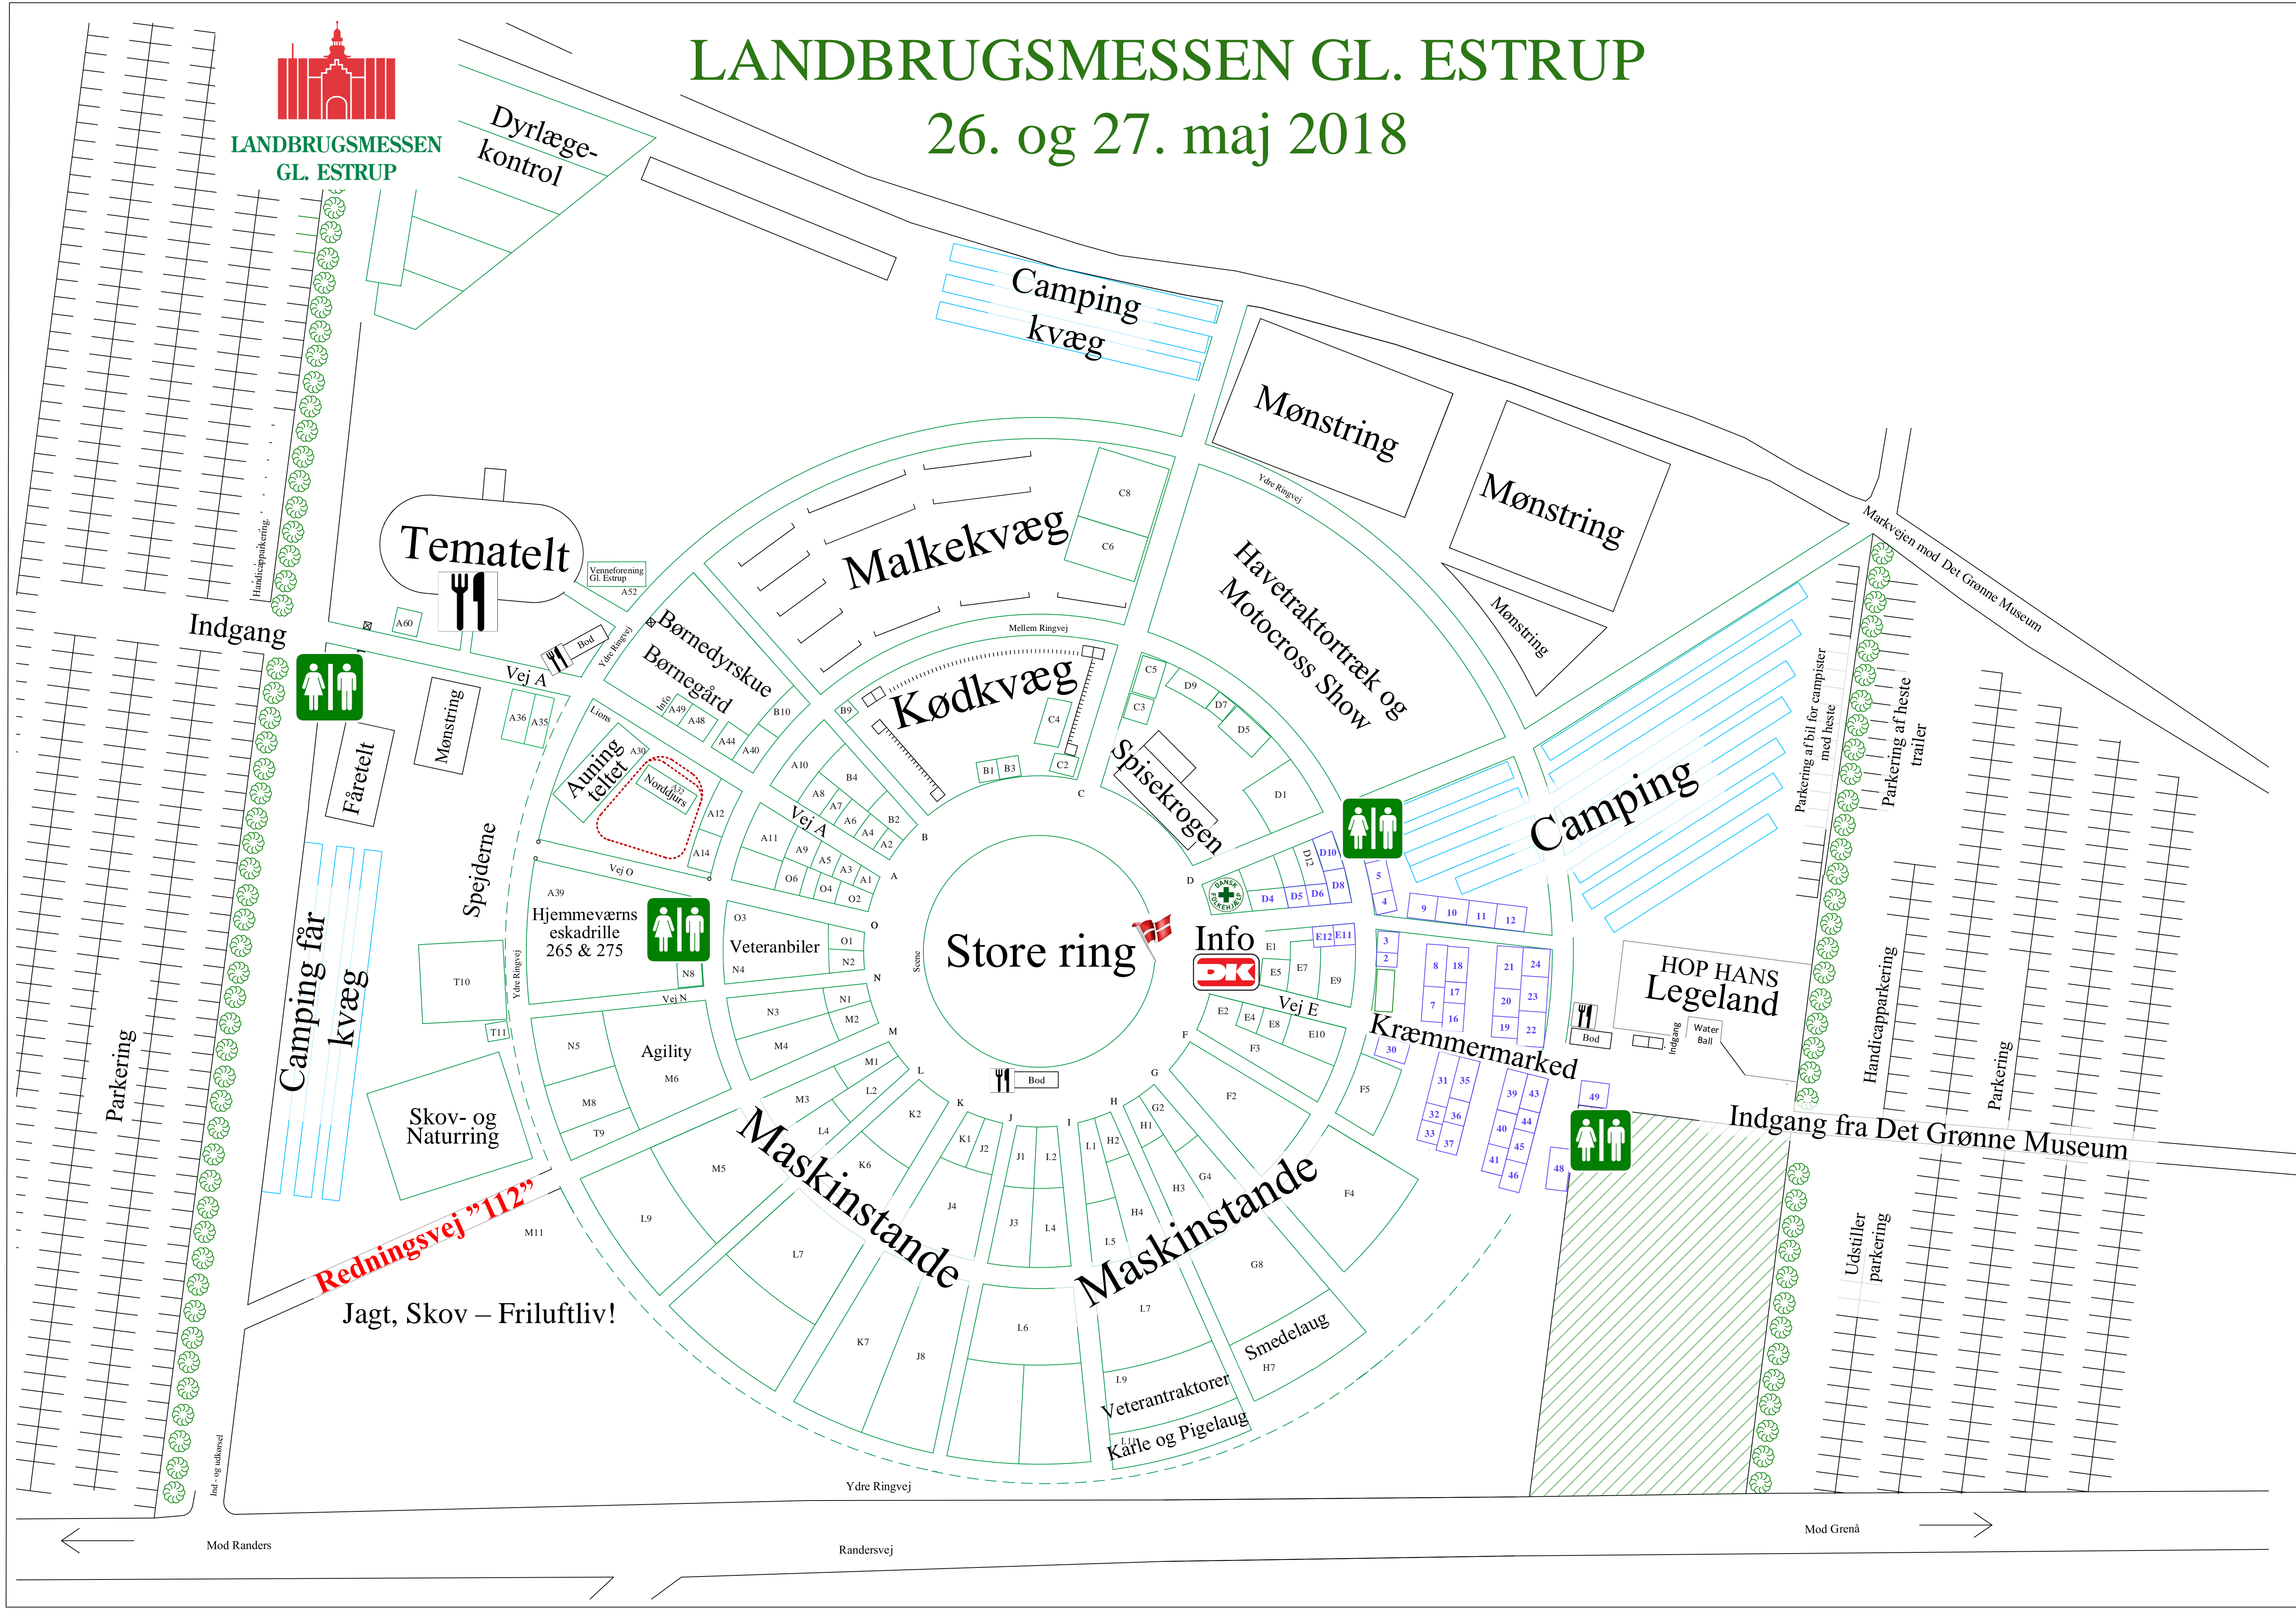 LANDBRUGSMESSEN GL. ESTRUP
26. og 27. maj 2018
LANDBRUGSMESSEN
GL. ESTRUP
Dyrlæge-
kontrol
Camping
kvæg
Mønstring
Mønstring
Mønstring
Markvejen mod Det Grønne Museum
Ydre Ringvej
Havetraktortræk og
Motocross Show
Malkekvæg
C8
C6
Mellem Ringvej
Kødkvæg
B9
C4
B1
B3
C2
C
C5
C3
D9
D7
D5
D1
Spisekrogen
Handicapparkering.
Indgang
Tematelt
Venneforening
Gl. Estrup
A52
A60
Bod
Ydre Ringvej
Vej A
Børnedyrskue
Børnegård
Info
A49
A48
A44
A40
B10
Mønstring
A36
A35
Lions
Auning
teltet
A30
Norddjurs
A32
A12
A14
Fåretelt
Spejderne
Vej O
A10
B4
A8
A7
A6
B2
A4
A2
B
Vej A
A11
A9
A5
A3
A1
A
O6
O4
O2
O
A39
Hjemmeværns
eskadrille
265 & 275
N8
Vej N
O3
Veteranbiler
O1
N2
N4
N
Scene
Store ring
D
DANSK
FOLKEHJÆLP
D4
D5
D6
D8
D10
D12
Info
DK
E1
E5
E7
E9
E12
E11
Vej E
E2
E4
E8
E10
F3
F
Camping
Parkering af bil for campister
med heste
Parkering af heste
trailer
5
4
9
10
11
12
3
2
8
18
7
17
16
21
24
20
23
19
22
Kræmmermarked
30
31
35
32
36
33
37
39
43
40
44
41
45
46
49
48
HOP HANS
Legeland
Bod
Indgang
Water
Ball
Handicapparkering
Parkering
Indgang fra Det Grønne Museum
Udstiller
parkering
Camping får
kvæg
Parkering
T10
T11
Ydre Ringvej
Skov- og
Naturring
N5
Agility
M6
M8
T9
N3
N1
M2
M4
M
M1
L2
M3
L4
L
K2
K
K6
K1
J2
J
J4
J1
I.2
J3
I.4
I
H
G
Bod
I.1
H2
H1
G2
G4
H3
H4
I.5
F2
F5
F4
M5
L9
L7
K7
J8
I.6
I.7
G8
Maskinstande
Maskinstande
Smedelaug
H7
I.9
Veterantraktorer
Karle og Pigelaug
Redningsvej ”112”
M11
Jagt, Skov – Friluftliv!
Ind - og udkørsel
Ydre Ringvej
Mod Randers
Randersvej
Mod Grenå